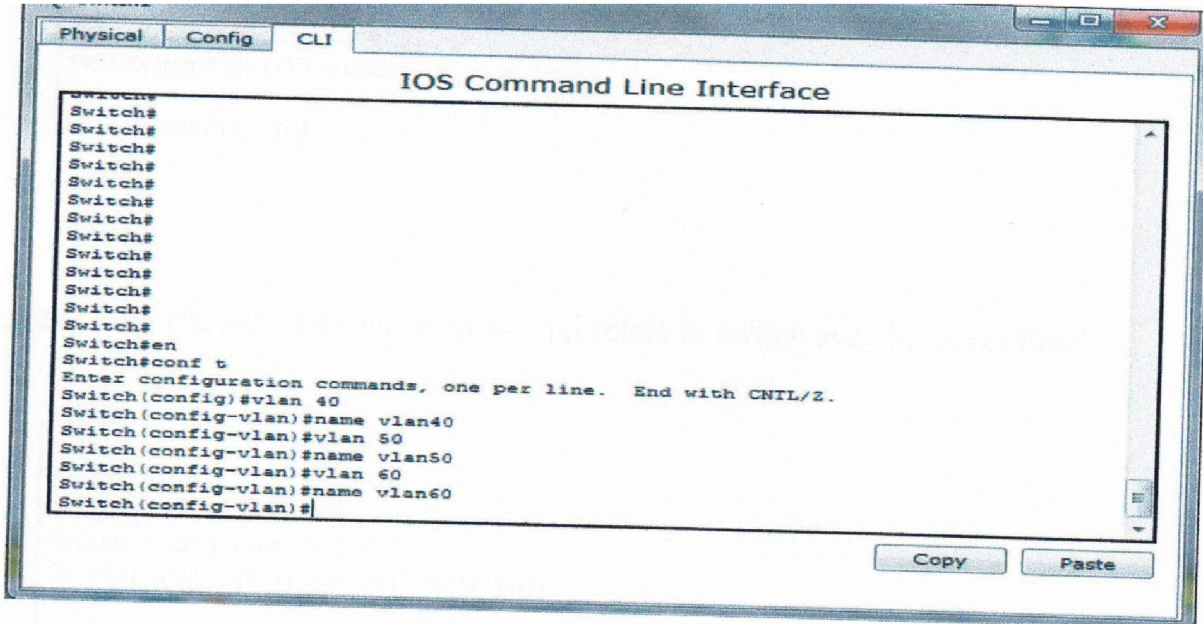 Physical Config CLI
IOS Command Line Interface
Switch#
Switch#
Switch#
Switch#
Switch#
Switch#
Switch#
Switch#
Switch#
Switch#
Switch#
Switch#
Switch#
Switch#en
Switch#conf t
Enter configuration commands, one per line. End with CNTL/Z.
Switch(config)#vlan 40
Switch(config-vlan)#name vlan40
Switch(config-vlan)#vlan 50
Switch(config-vlan)#name vlan50
Switch(config-vlan)#vlan 60
Switch(config-vlan)#name vlan60
Switch(config-vlan)#
Copy Paste